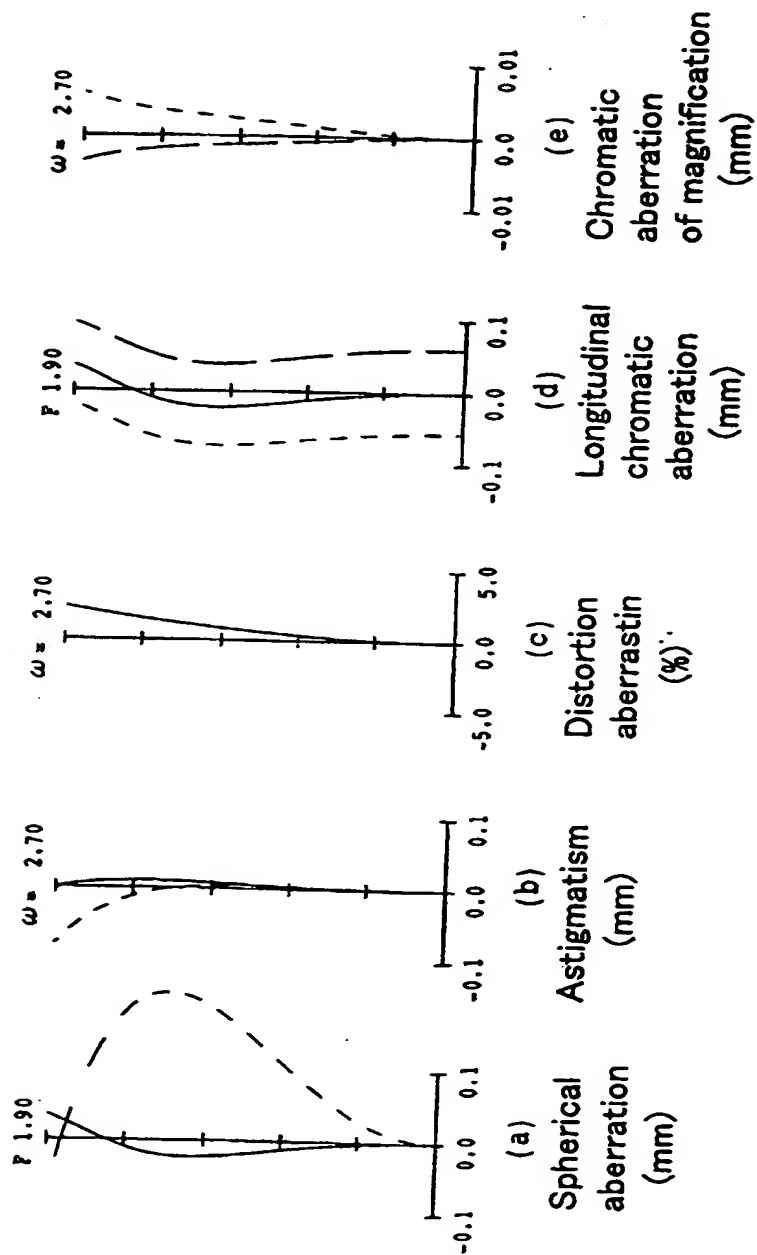 F 1.90
-0.1 0.0 0.1
(a)
Spherical
aberration
(mm)
ω = 2.70
-0.1 0.0 0.1
(b)
Astigmatism
(mm)
ω = 2.70
-5.0 0.0 5.0
(c)
Distortion
aberrastin
(%)
F 1.90
-0.1 0.0 0.1
(d)
Longitudinal
chromatic
aberration
(mm)
ω = 2.70
-0.01 0.0 0.01
(e)
Chromatic
aberration
of magnification
(mm)